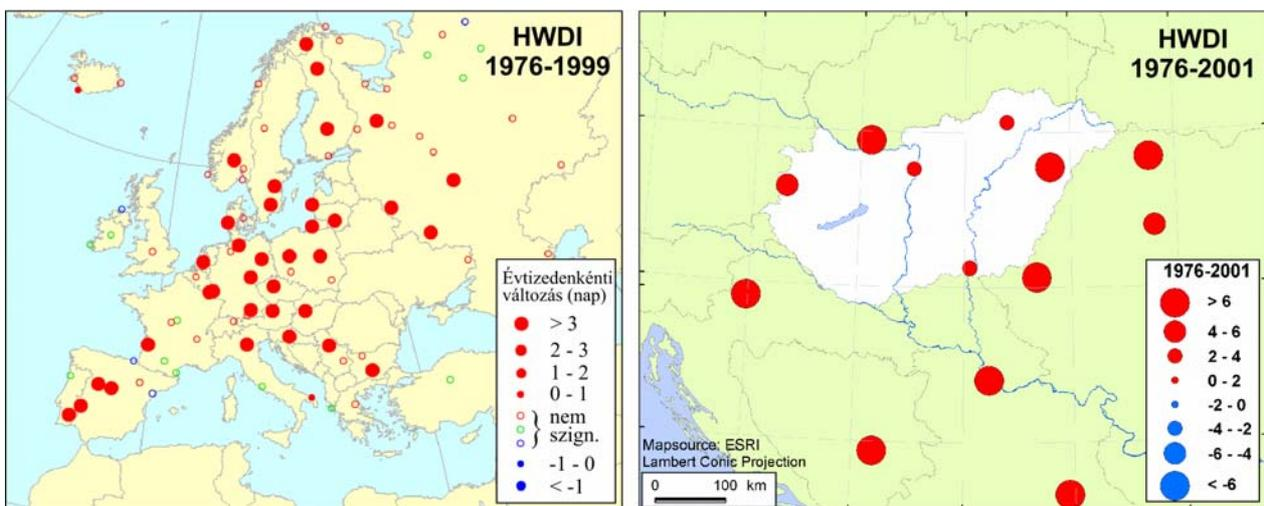 HWDI
1976-1999
Évtizedenkénti
változás (nap)
> 3
2 - 3
1 - 2
0 - 1
} nem
szign.
-1 - 0
< -1
HWDI
1976-2001
1976-2001
> 6
4 - 6
2 - 4
0 - 2
-2 - 0
-4 - -2
-6 - -4
< -6
Mapsource: ESRI
Lambert Conic Projection
0 100 km